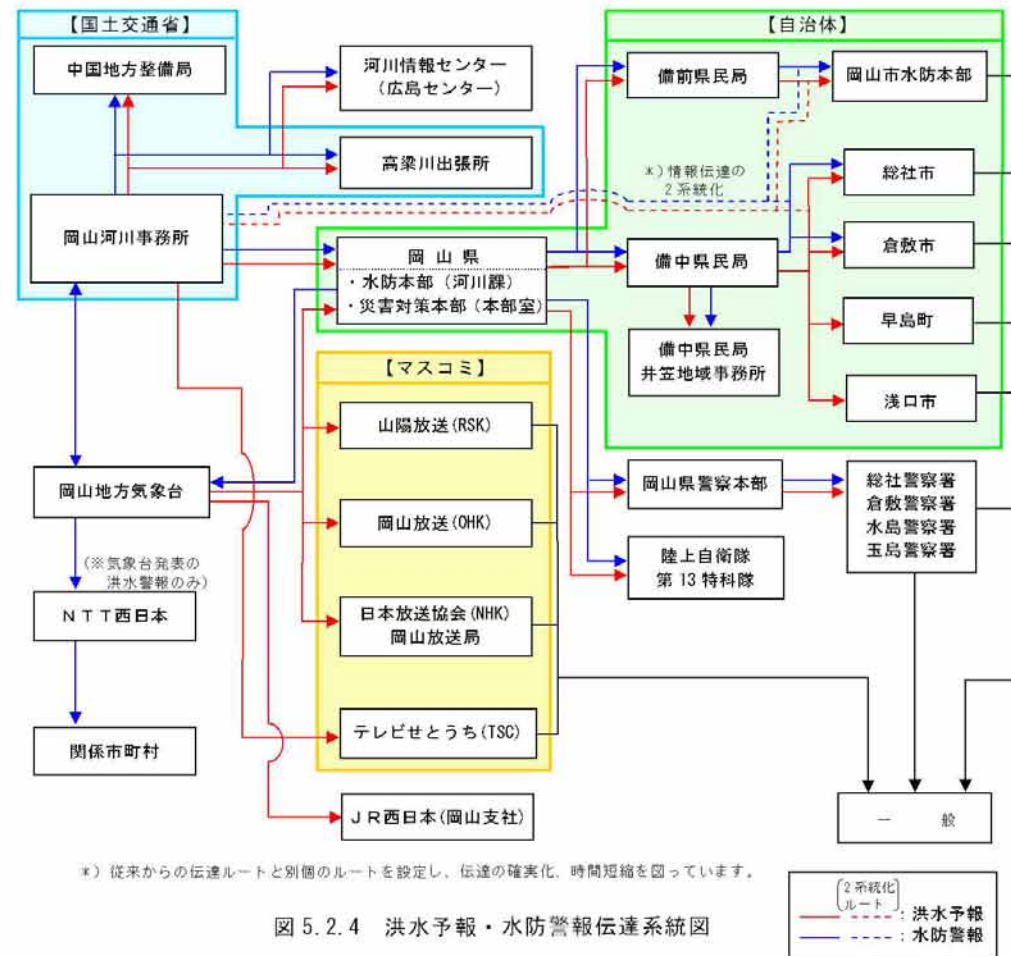 【国土交通省】
中国地方整備局
河川情報センター
(広島センター)
高梁川出張所
岡山河川事務所
【自治体】
備前県民局
岡山市水防本部
*)情報伝達の
2系統化
総社市
倉敷市
早島町
浅口市
岡山県
・水防本部(河川課)
・災害対策本部(本部室)
備中県民局
備中県民局
井笠地域事務所
【マスコミ】
山陽放送(RSK)
岡山放送(OHK)
日本放送協会(NHK)
岡山放送局
テレビせとうち(TSC)
岡山地方気象台
(※気象台発表の
洪水警報のみ)
NTT西日本
関係市町村
岡山県警察本部
総社警察署
倉敷警察署
水島警察署
玉島警察署
陸上自衛隊
第13特科隊
JR西日本(岡山支社)
一般
*)従来からの伝達ルートと別個のルートを設定し、伝達の確実化、時間短縮を図っています。
2系統化
ルート
:洪水予報
:水防警報
図5.2.4 洪水予報・水防警報伝達系統図